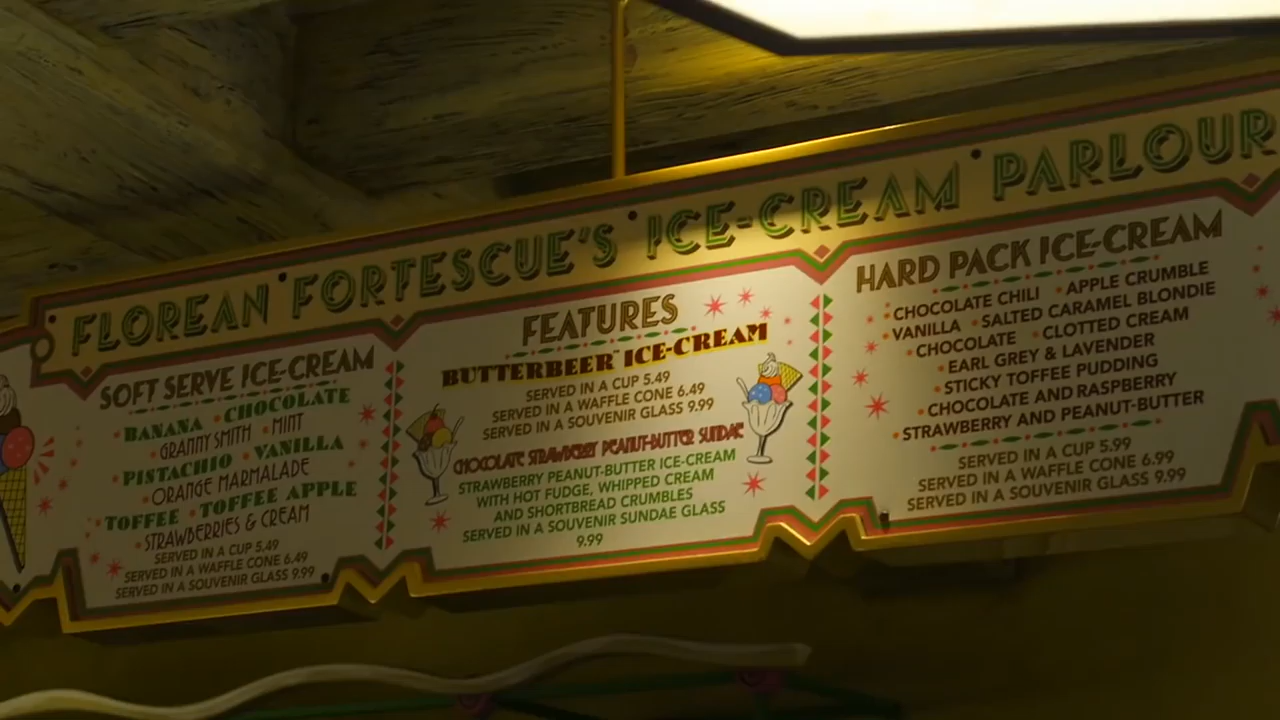 FLOREAN FORTESCUE'S ICE-CREAM PARLOUR
SOFT SERVE ICE-CREAM
BANANA • CHOCOLATE
• GRANNY SMITH • MINT
PISTACHIO • VANILLA
• ORANGE MARMALADE
• TOFFEE • TOFFEE APPLE
• STRAWBERRIES & CREAM
SERVED IN A CUP 5.49
SERVED IN A WAFFLE CONE 6.49
SERVED IN A SOUVENIR GLASS 9.99
FEATURES
BUTTERBEER™ ICE-CREAM
SERVED IN A CUP 5.49
SERVED IN A WAFFLE CONE 6.49
SERVED IN A SOUVENIR GLASS 9.99
CHOCOLATE STRAWBERRY PEANUT-BUTTER SUNDAE
STRAWBERRY PEANUT-BUTTER ICE-CREAM
WITH HOT FUDGE, WHIPPED CREAM
AND SHORTBREAD CRUMBLES
SERVED IN A SOUVENIR SUNDAE GLASS
9.99
HARD PACK ICE-CREAM
• CHOCOLATE CHILI • APPLE CRUMBLE
VANILLA • SALTED CARAMEL BLONDIE
• CHOCOLATE • CLOTTED CREAM
• EARL GREY & LAVENDER
• STICKY TOFFEE PUDDING
• CHOCOLATE AND RASPBERRY
• STRAWBERRY AND PEANUT-BUTTER
SERVED IN A CUP 5.99
SERVED IN A WAFFLE CONE 6.99
SERVED IN A SOUVENIR GLASS 9.99